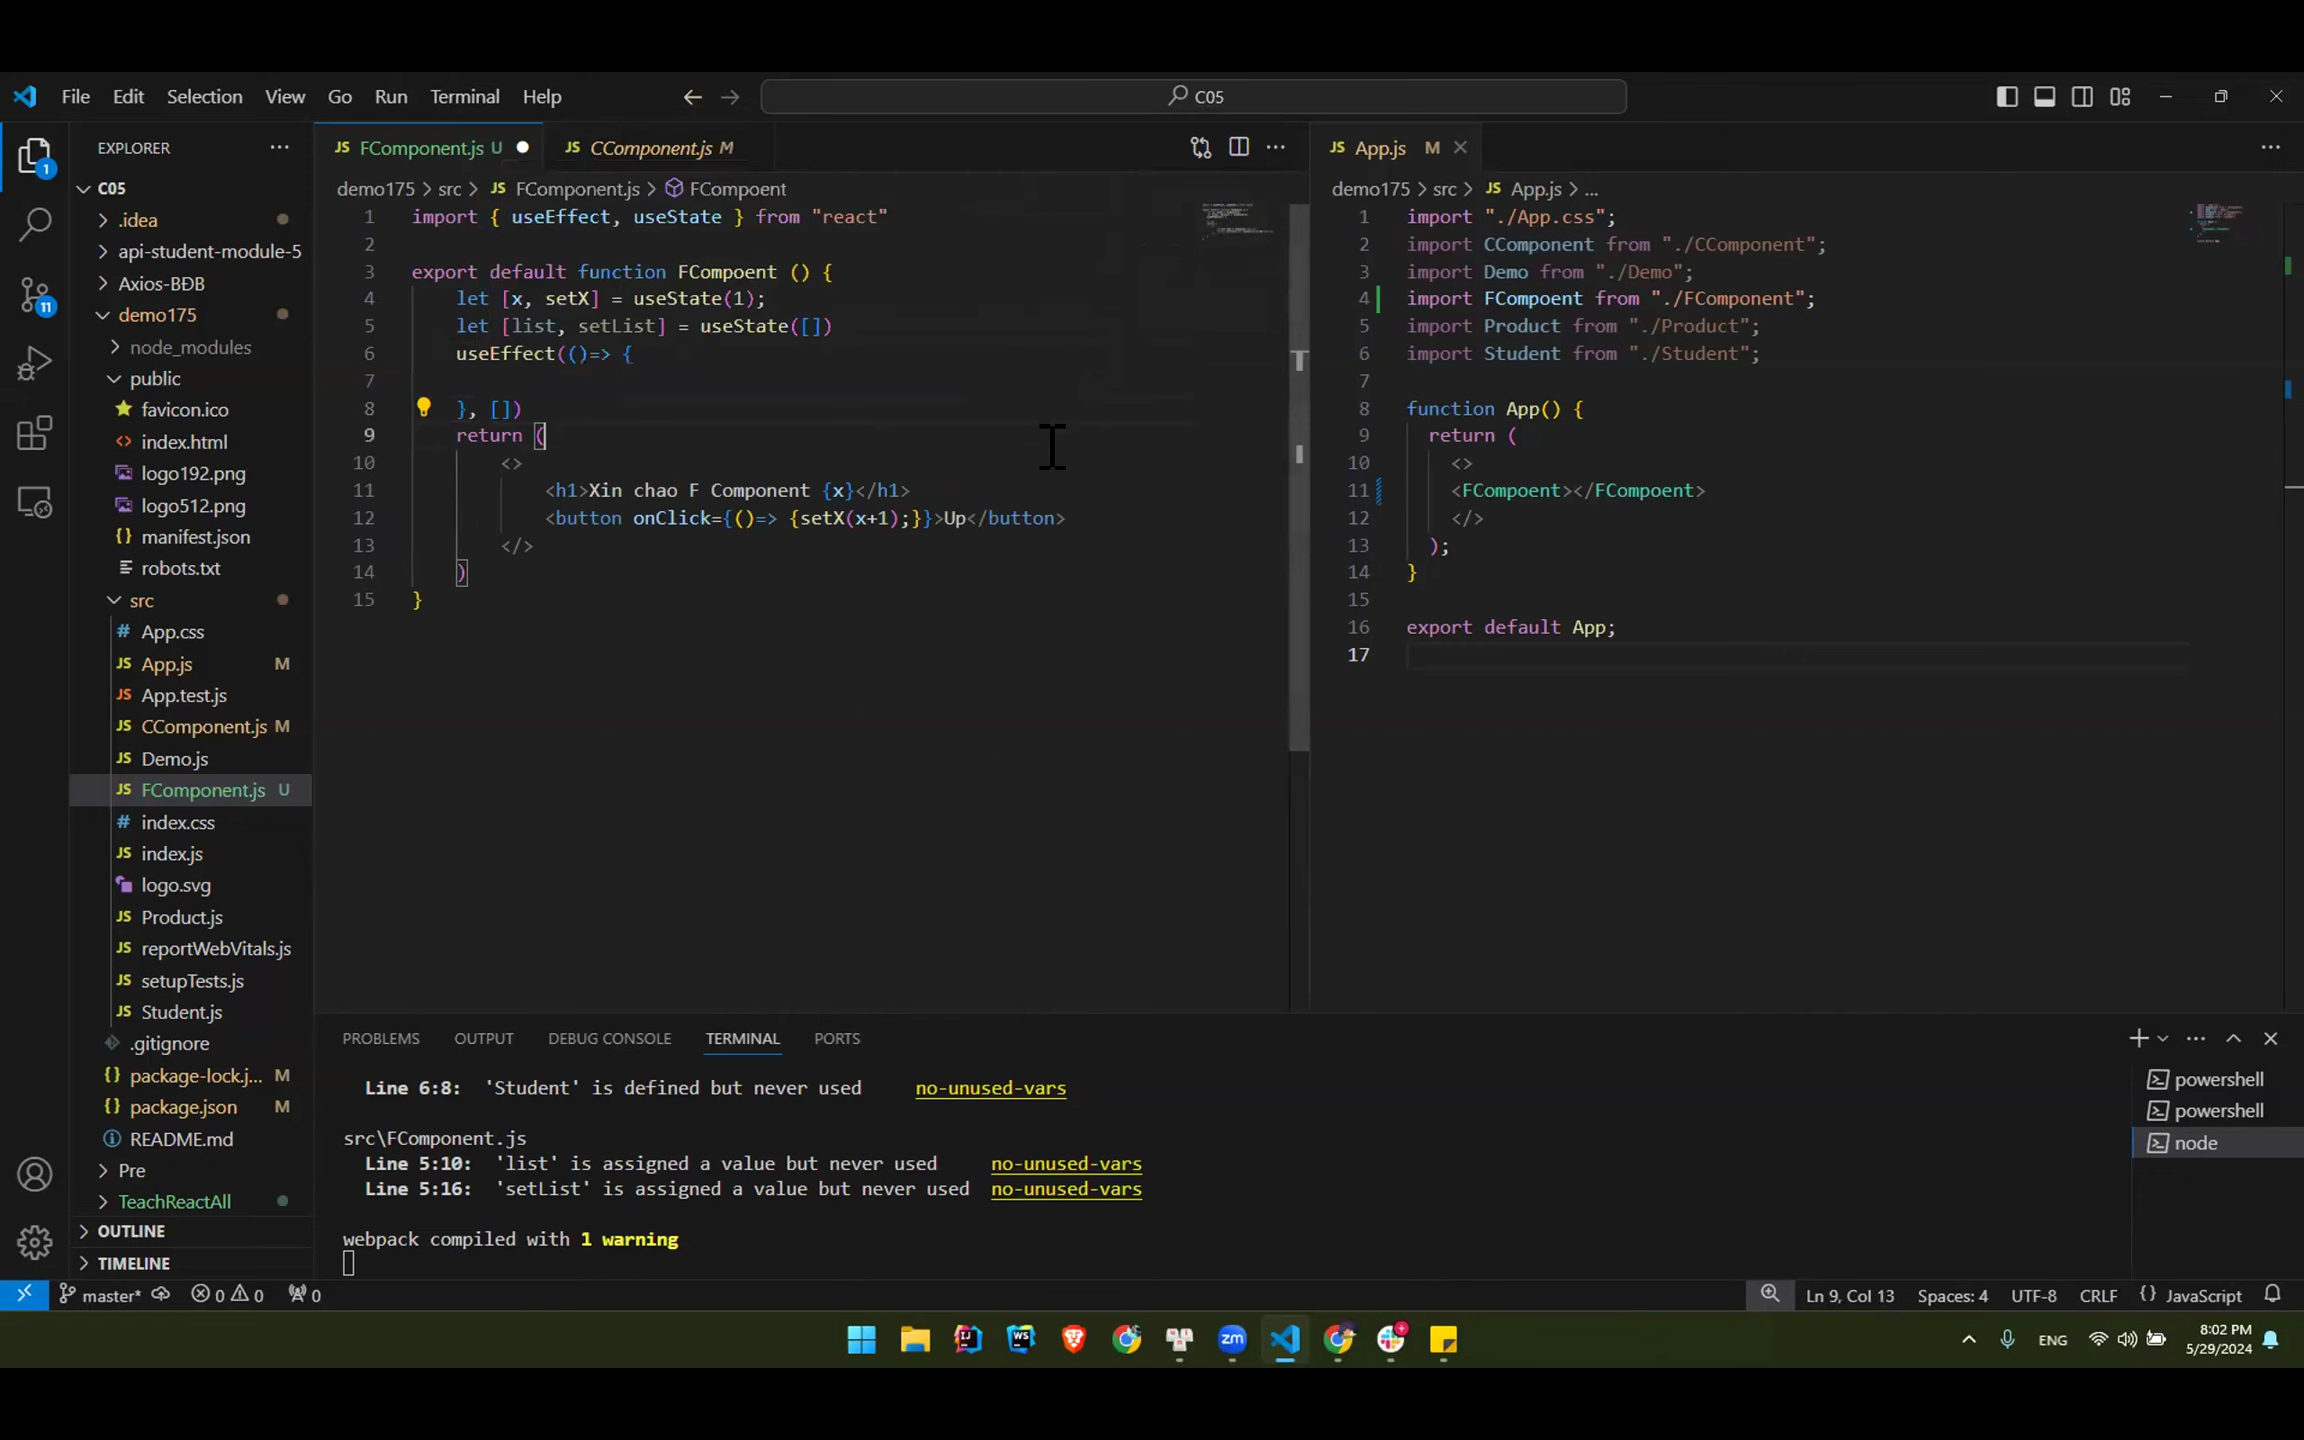 File Edit Selection View Go Run Terminal Help
C05
EXPLORER
C05
.idea
api-student-module-5
Axios-BĐB
demo175
node_modules
public
favicon.ico
index.html
logo192.png
logo512.png
manifest.json
robots.txt
src
App.css
App.js M
App.test.js
CComponent.js M
Demo.js
FComponent.js U
index.css
index.js
logo.svg
Product.js
reportWebVitals.js
setupTests.js
Student.js
.gitignore
package-lock.j... M
package.json M
README.md
Pre
TeachReactAll
OUTLINE
TIMELINE
JS FComponent.js U
JS CComponent.js M
demo175 > src > JS FComponent.js > FCompoent
1 import { useEffect, useState } from "react"
2
3 export default function FCompoent () {
4 let [x, setX] = useState(1);
5 let [list, setList] = useState([])
6 useEffect(()=> {
7
8 }, [])
9 return (
10 <>
11 <h1>Xin chao F Component {x}</h1>
12 <button onClick={()=> {setX(x+1);}}>Up</button>
13 </>
14 )
15 }
JS App.js M
demo175 > src > JS App.js > ...
1 import "./App.css";
2 import CComponent from "./CComponent";
3 import Demo from "./Demo";
4 import FCompoent from "./FComponent";
5 import Product from "./Product";
6 import Student from "./Student";
7
8 function App() {
9 return (
10 <>
11 <FCompoent></FCompoent>
12 </>
13 );
14 }
15
16 export default App;
17
PROBLEMS OUTPUT DEBUG CONSOLE TERMINAL PORTS
Line 6:8: 'Student' is defined but never used no-unused-vars
src\FComponent.js
Line 5:10: 'list' is assigned a value but never used no-unused-vars
Line 5:16: 'setList' is assigned a value but never used no-unused-vars
webpack compiled with 1 warning
powershell
powershell
node
master* 0 0 0
Ln 9, Col 13 Spaces: 4 UTF-8 CRLF {} JavaScript
ENG
8:02 PM
5/29/2024